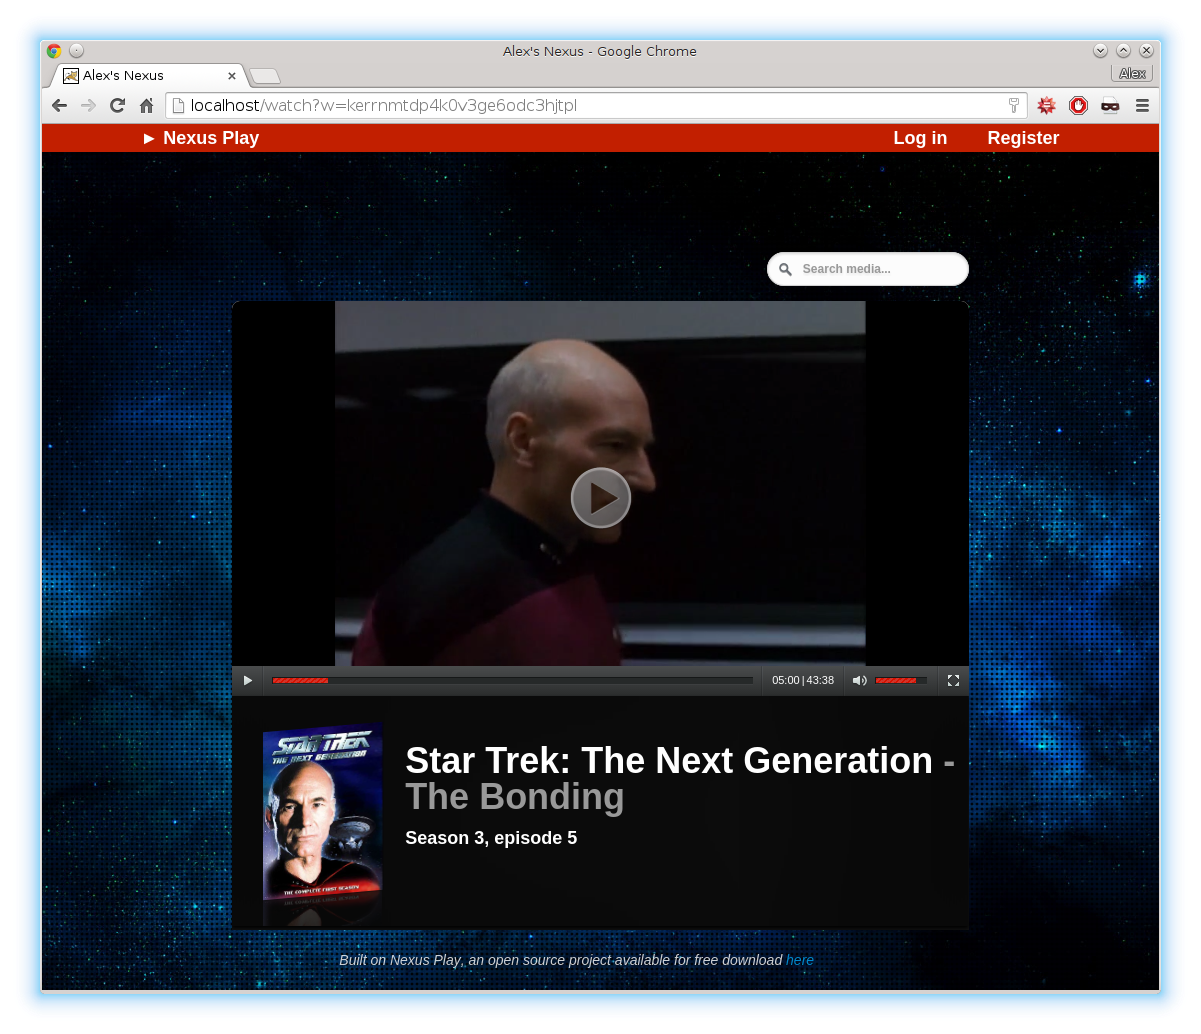 Alex's Nexus - Google Chrome
Alex's Nexus
Alex
localhost/watch?w=kerrnmtdp4k0v3ge6odc3hjtpl
► Nexus Play Log in Register
Search media...
05:00|43:38
STAR TREK
THE NEXT GENERATION
THE COMPLETE FIRST SEASON
Star Trek: The Next Generation -
The Bonding
Season 3, episode 5
Built on Nexus Play, an open source project available for free download here